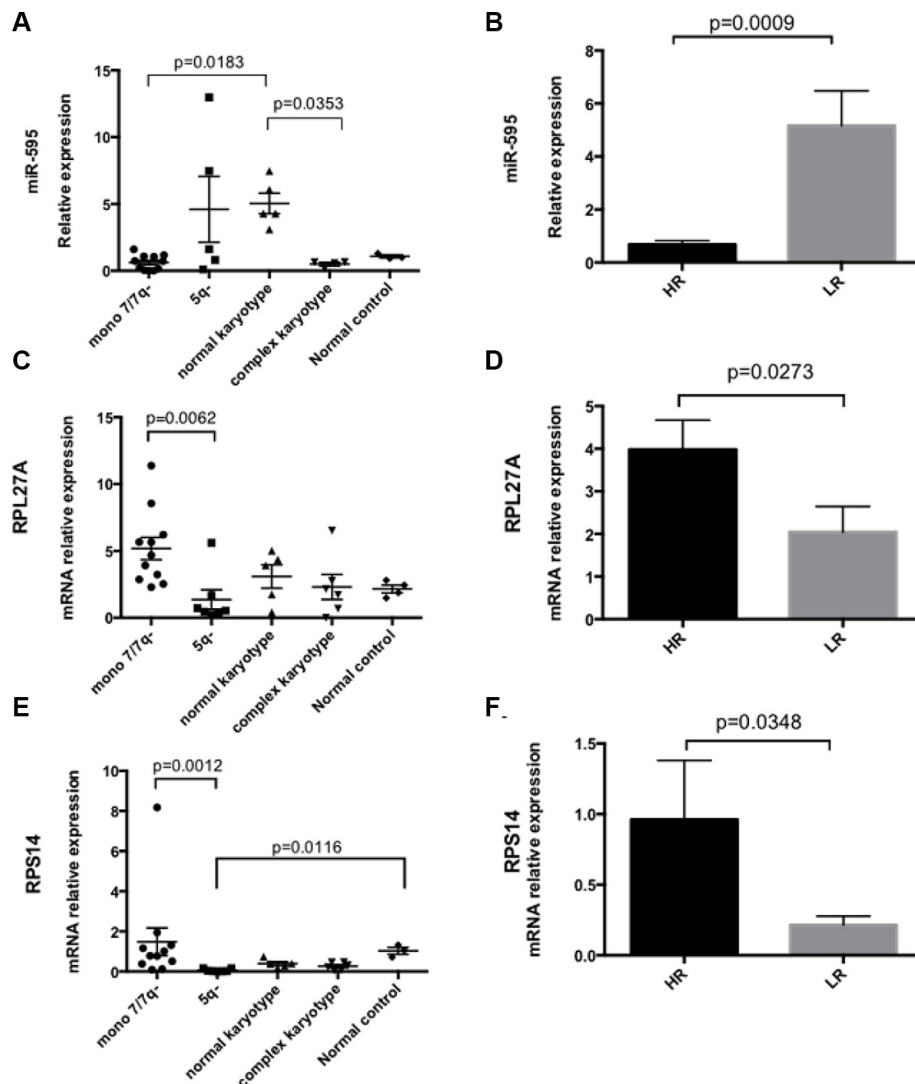 A
miR-595
Relative expression
15
10
5
0
p=0.0183
p=0.0353
mono 7/7q-
5q-
normal karyotype
complex karyotype
Normal control
B
miR-595
Relative expression
8
6
4
2
0
p=0.0009
HR
LR
C
RPL27A
mRNA relative expression
15
10
5
0
p=0.0062
mono 7/7q-
5q-
normal karyotype
complex karyotype
Normal control
D
RPL27A
mRNA relative expression
5
4
3
2
1
0
p=0.0273
HR
LR
E
RPS14
mRNA relative expression
10
8
6
4
2
0
p=0.0012
p=0.0116
mono 7/7q-
5q-
normal karyotype
complex karyotype
Normal control
F
RPS14
mRNA relative expression
1.5
1.0
0.5
0.0
p=0.0348
HR
LR